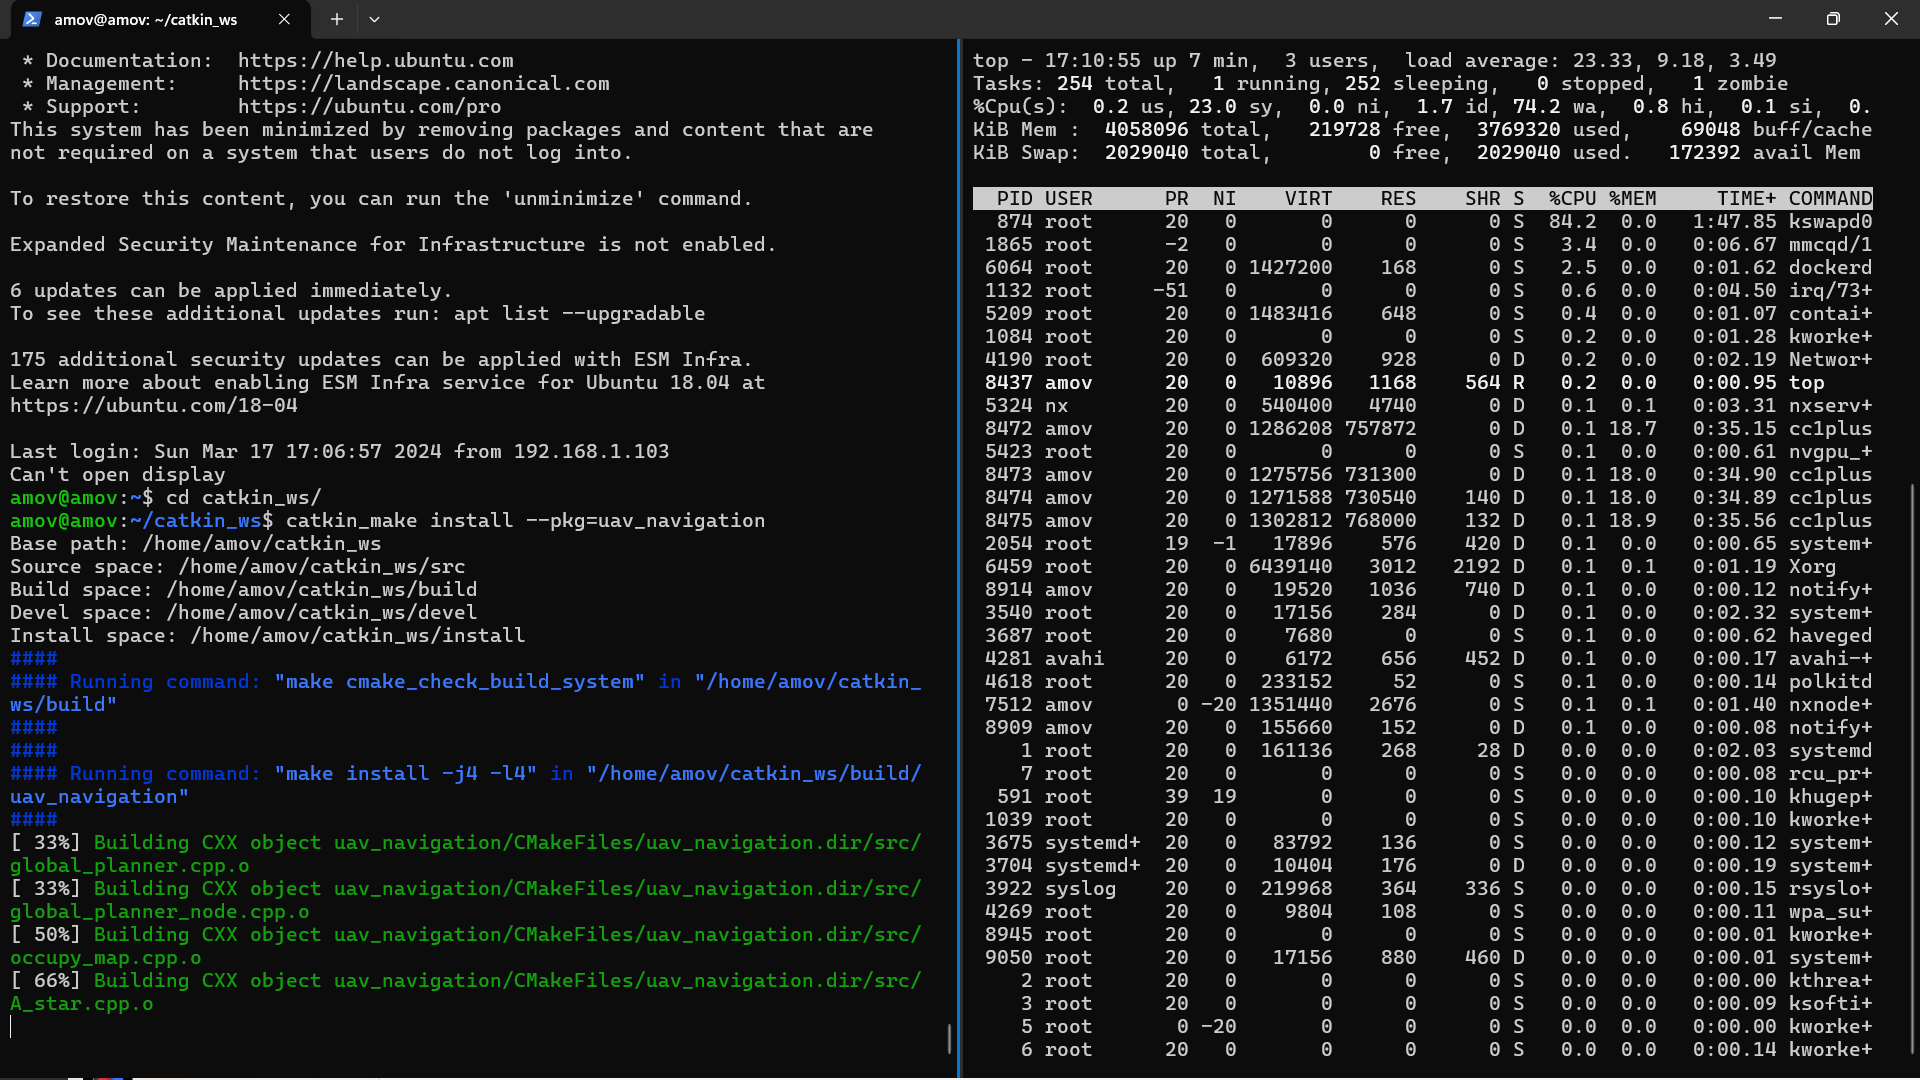 amov@amov: ~/catkin_ws
* Documentation:  https://help.ubuntu.com
* Management:     https://landscape.canonical.com
* Support:        https://ubuntu.com/pro
This system has been minimized by removing packages and content that are
not required on a system that users do not log into.
To restore this content, you can run the 'unminimize' command.
Expanded Security Maintenance for Infrastructure is not enabled.
6 updates can be applied immediately.
To see these additional updates run: apt list --upgradable
175 additional security updates can be applied with ESM Infra.
Learn more about enabling ESM Infra service for Ubuntu 18.04 at
https://ubuntu.com/18-04
Last login: Sun Mar 17 17:06:57 2024 from 192.168.1.103
Can't open display
amov@amov:~$ cd catkin_ws/
amov@amov:~/catkin_ws$ catkin_make install --pkg=uav_navigation
Base path: /home/amov/catkin_ws
Source space: /home/amov/catkin_ws/src
Build space: /home/amov/catkin_ws/build
Devel space: /home/amov/catkin_ws/devel
Install space: /home/amov/catkin_ws/install
####
#### Running command: "make cmake_check_build_system" in "/home/amov/catkin_
ws/build"
####
####
#### Running command: "make install -j4 -l4" in "/home/amov/catkin_ws/build/
uav_navigation"
####
[ 33%] Building CXX object uav_navigation/CMakeFiles/uav_navigation.dir/src/
global_planner.cpp.o
[ 33%] Building CXX object uav_navigation/CMakeFiles/uav_navigation.dir/src/
global_planner_node.cpp.o
[ 50%] Building CXX object uav_navigation/CMakeFiles/uav_navigation.dir/src/
occupy_map.cpp.o
[ 66%] Building CXX object uav_navigation/CMakeFiles/uav_navigation.dir/src/
A_star.cpp.o
top - 17:10:55 up 7 min,  3 users,  load average: 23.33, 9.18, 3.49
Tasks: 254 total,   1 running, 252 sleeping,   0 stopped,   1 zombie
%Cpu(s):  0.2 us, 23.0 sy,  0.0 ni,  1.7 id, 74.2 wa,  0.8 hi,  0.1 si,  0.
KiB Mem :  4058096 total,   219728 free,  3769320 used,    69048 buff/cache
KiB Swap:  2029040 total,        0 free,  2029040 used.   172392 avail Mem
PID USER      PR  NI    VIRT    RES    SHR S  %CPU %MEM     TIME+ COMMAND
874 root      20   0       0      0      0 S  84.2  0.0   1:47.85 kswapd0
1865 root      -2   0       0      0      0 S   3.4  0.0   0:06.67 mmcqd/1
6064 root      20   0 1427200    168      0 S   2.5  0.0   0:01.62 dockerd
1132 root     -51   0       0      0      0 S   0.6  0.0   0:04.50 irq/73+
5209 root      20   0 1483416    648      0 S   0.4  0.0   0:01.07 contai+
1084 root      20   0       0      0      0 S   0.2  0.0   0:01.28 kworke+
4190 root      20   0  609320    928      0 D   0.2  0.0   0:02.19 Networ+
8437 amov      20   0   10896   1168    564 R   0.2  0.0   0:00.95 top
5324 nx        20   0  540400   4740      0 D   0.1  0.1   0:03.31 nxserv+
8472 amov      20   0 1286208 757872      0 D   0.1 18.7   0:35.15 cc1plus
5423 root      20   0       0      0      0 S   0.1  0.0   0:00.61 nvgpu_+
8473 amov      20   0 1275756 731300      0 D   0.1 18.0   0:34.90 cc1plus
8474 amov      20   0 1271588 730540    140 D   0.1 18.0   0:34.89 cc1plus
8475 amov      20   0 1302812 768000    132 D   0.1 18.9   0:35.56 cc1plus
2054 root      19  -1   17896    576    420 D   0.1  0.0   0:00.65 system+
6459 root      20   0 6439140   3012   2192 D   0.1  0.1   0:01.19 Xorg
8914 amov      20   0   19520   1036    740 D   0.1  0.0   0:00.12 notify+
3540 root      20   0   17156    284      0 D   0.1  0.0   0:02.32 system+
3687 root      20   0    7680      0      0 S   0.1  0.0   0:00.62 haveged
4281 avahi     20   0    6172    656    452 D   0.1  0.0   0:00.17 avahi-+
4618 root      20   0  233152     52      0 S   0.1  0.0   0:00.14 polkitd
7512 amov       0 -20 1351440   2676      0 S   0.1  0.1   0:01.40 nxnode+
8909 amov      20   0  155660    152      0 D   0.1  0.0   0:00.08 notify+
1 root      20   0  161136    268     28 D   0.0  0.0   0:02.03 systemd
7 root      20   0       0      0      0 S   0.0  0.0   0:00.08 rcu_pr+
591 root      39  19       0      0      0 S   0.0  0.0   0:00.10 khugep+
1039 root      20   0       0      0      0 S   0.0  0.0   0:00.10 kworke+
3675 systemd+  20   0   83792    136      0 S   0.0  0.0   0:00.12 system+
3704 systemd+  20   0   10404    176      0 D   0.0  0.0   0:00.19 system+
3922 syslog    20   0  219968    364    336 S   0.0  0.0   0:00.15 rsyslo+
4269 root      20   0    9804    108      0 S   0.0  0.0   0:00.11 wpa_su+
8945 root      20   0       0      0      0 S   0.0  0.0   0:00.01 kworke+
9050 root      20   0   17156    880    460 D   0.0  0.0   0:00.01 system+
2 root      20   0       0      0      0 S   0.0  0.0   0:00.00 kthrea+
3 root      20   0       0      0      0 S   0.0  0.0   0:00.09 ksofti+
5 root       0 -20       0      0      0 S   0.0  0.0   0:00.00 kworke+
6 root      20   0       0      0      0 S   0.0  0.0   0:00.14 kworke+